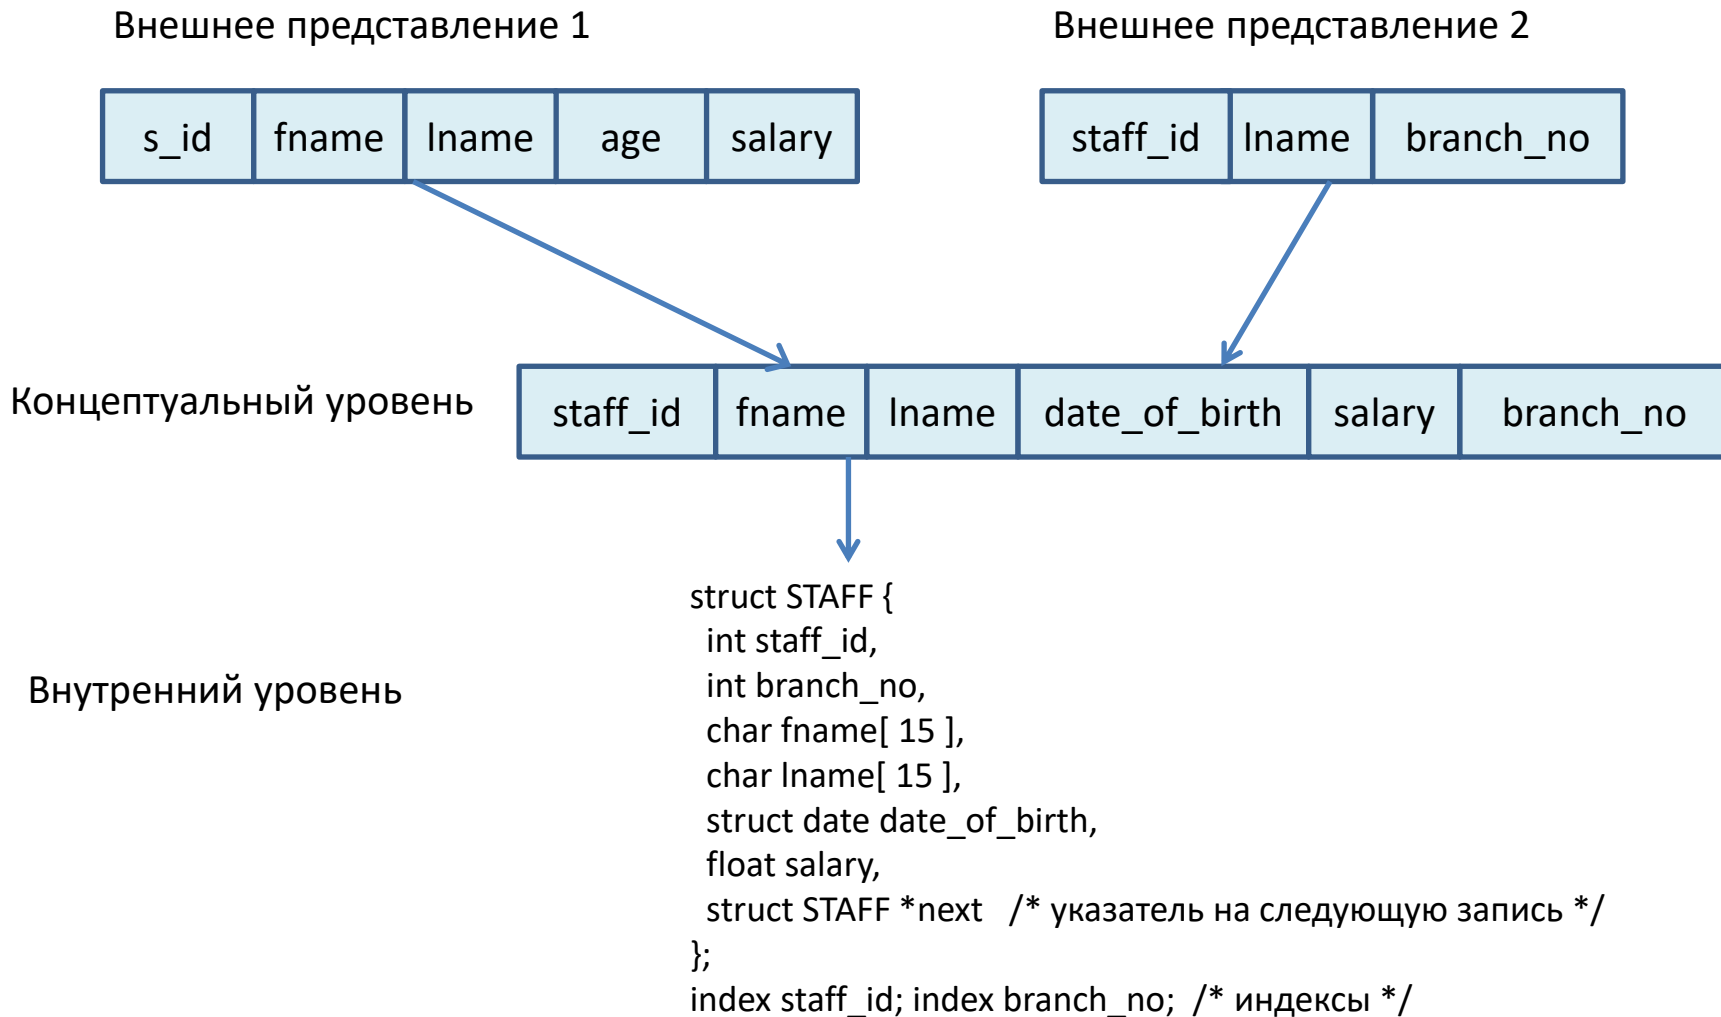 Внешнее представление 1
Внешнее представление 2
s_id fname lname age salary
staff_id lname branch_no
Концептуальный уровень
staff_id fname lname date_of_birth salary branch_no
Внутренний уровень
struct STAFF {
int staff_id,
int branch_no,
char fname[ 15 ],
char lname[ 15 ],
struct date date_of_birth,
float salary,
struct STAFF *next /* указатель на следующую запись */
};
index staff_id; index branch_no; /* индексы */